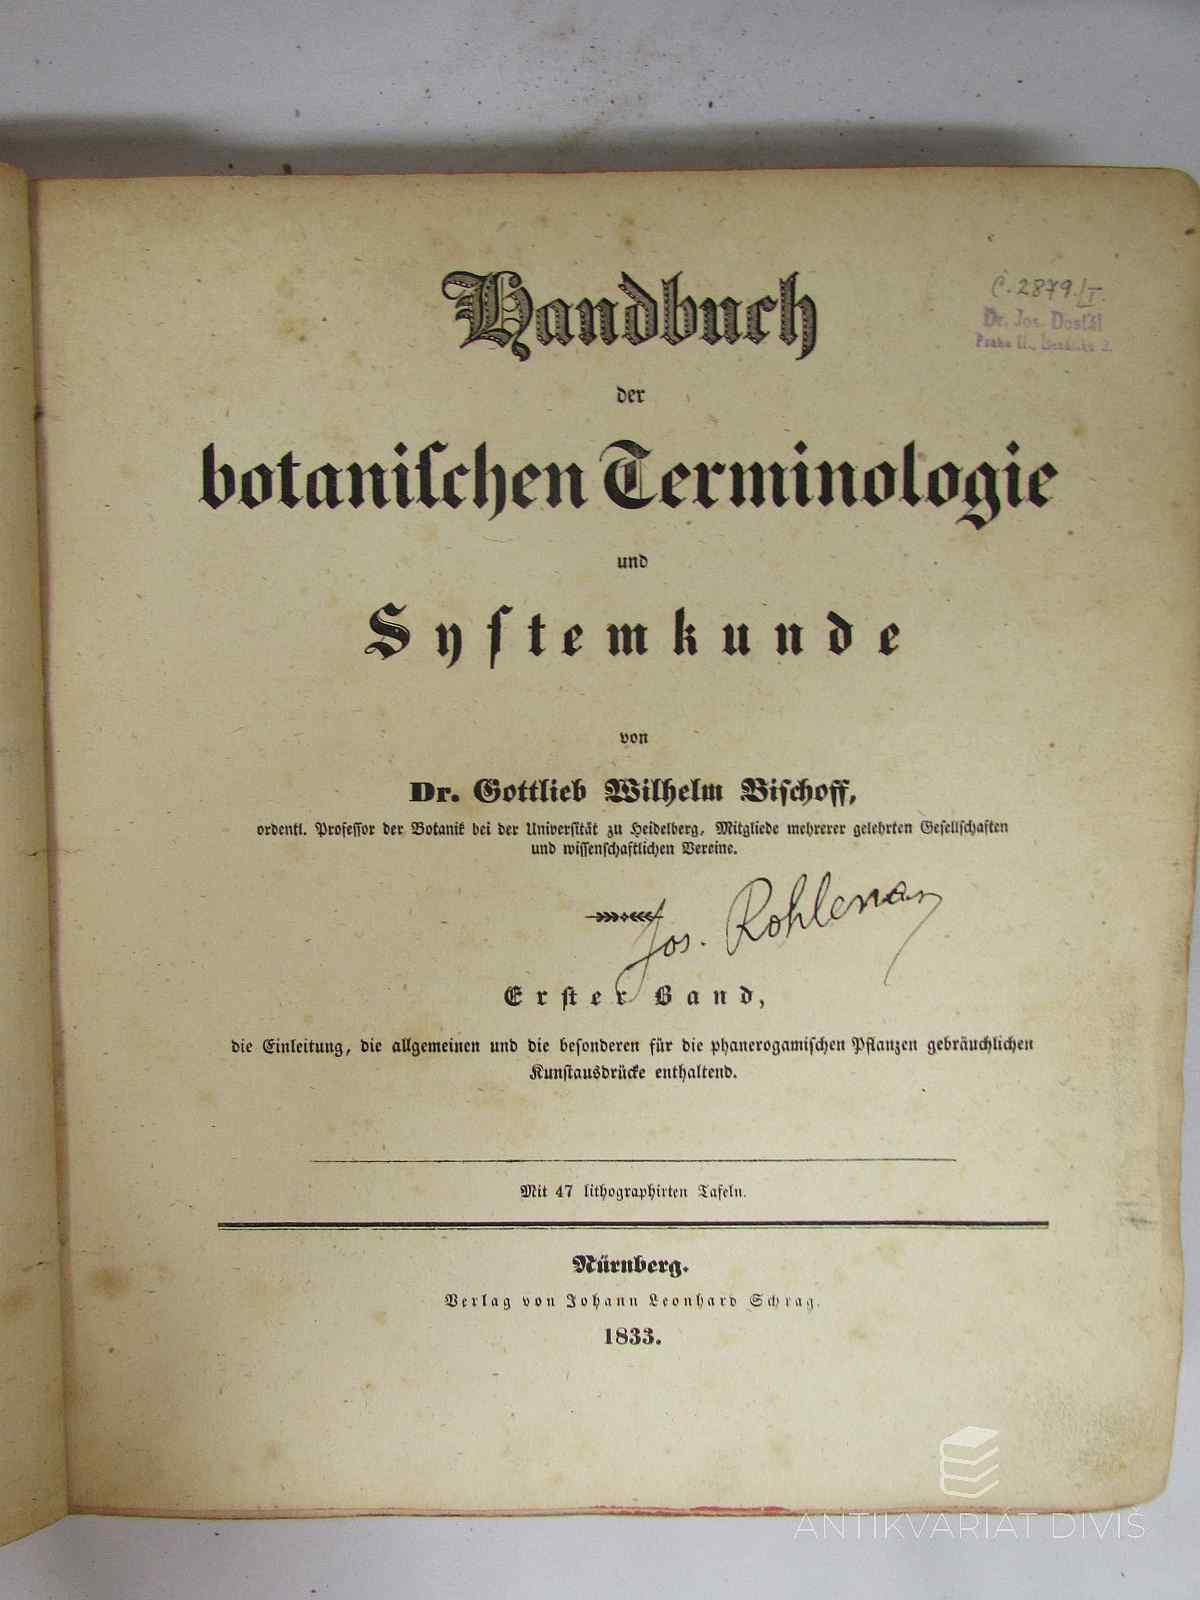 Handbuch
C. 2879./I.
Dr. Jos. Dostál
Praha II.,  2.
der
botaniſchen Terminologie
und
Syſtemkunde
von
Dr. Gottlieb Wilhelm Biſchoff,
ordentl. Profeſſor der Botanik bei der Univerſität zu Heidelberg, Mitgliede mehrerer gelehrten Geſellſchaften
und wiſſenſchaftlichen Vereine.
Jos. Rohlena
Erſter Band,
die Einleitung, die allgemeinen und die beſonderen für die phanerogamiſchen Pflanzen gebräuchlichen
Kunſtausdrücke enthaltend.
Mit 47 lithographirten Tafeln.
Nürnberg.
Verlag von Johann Leonhard Schrag.
1833.
ANTIKVARIÁT DIVIŠ